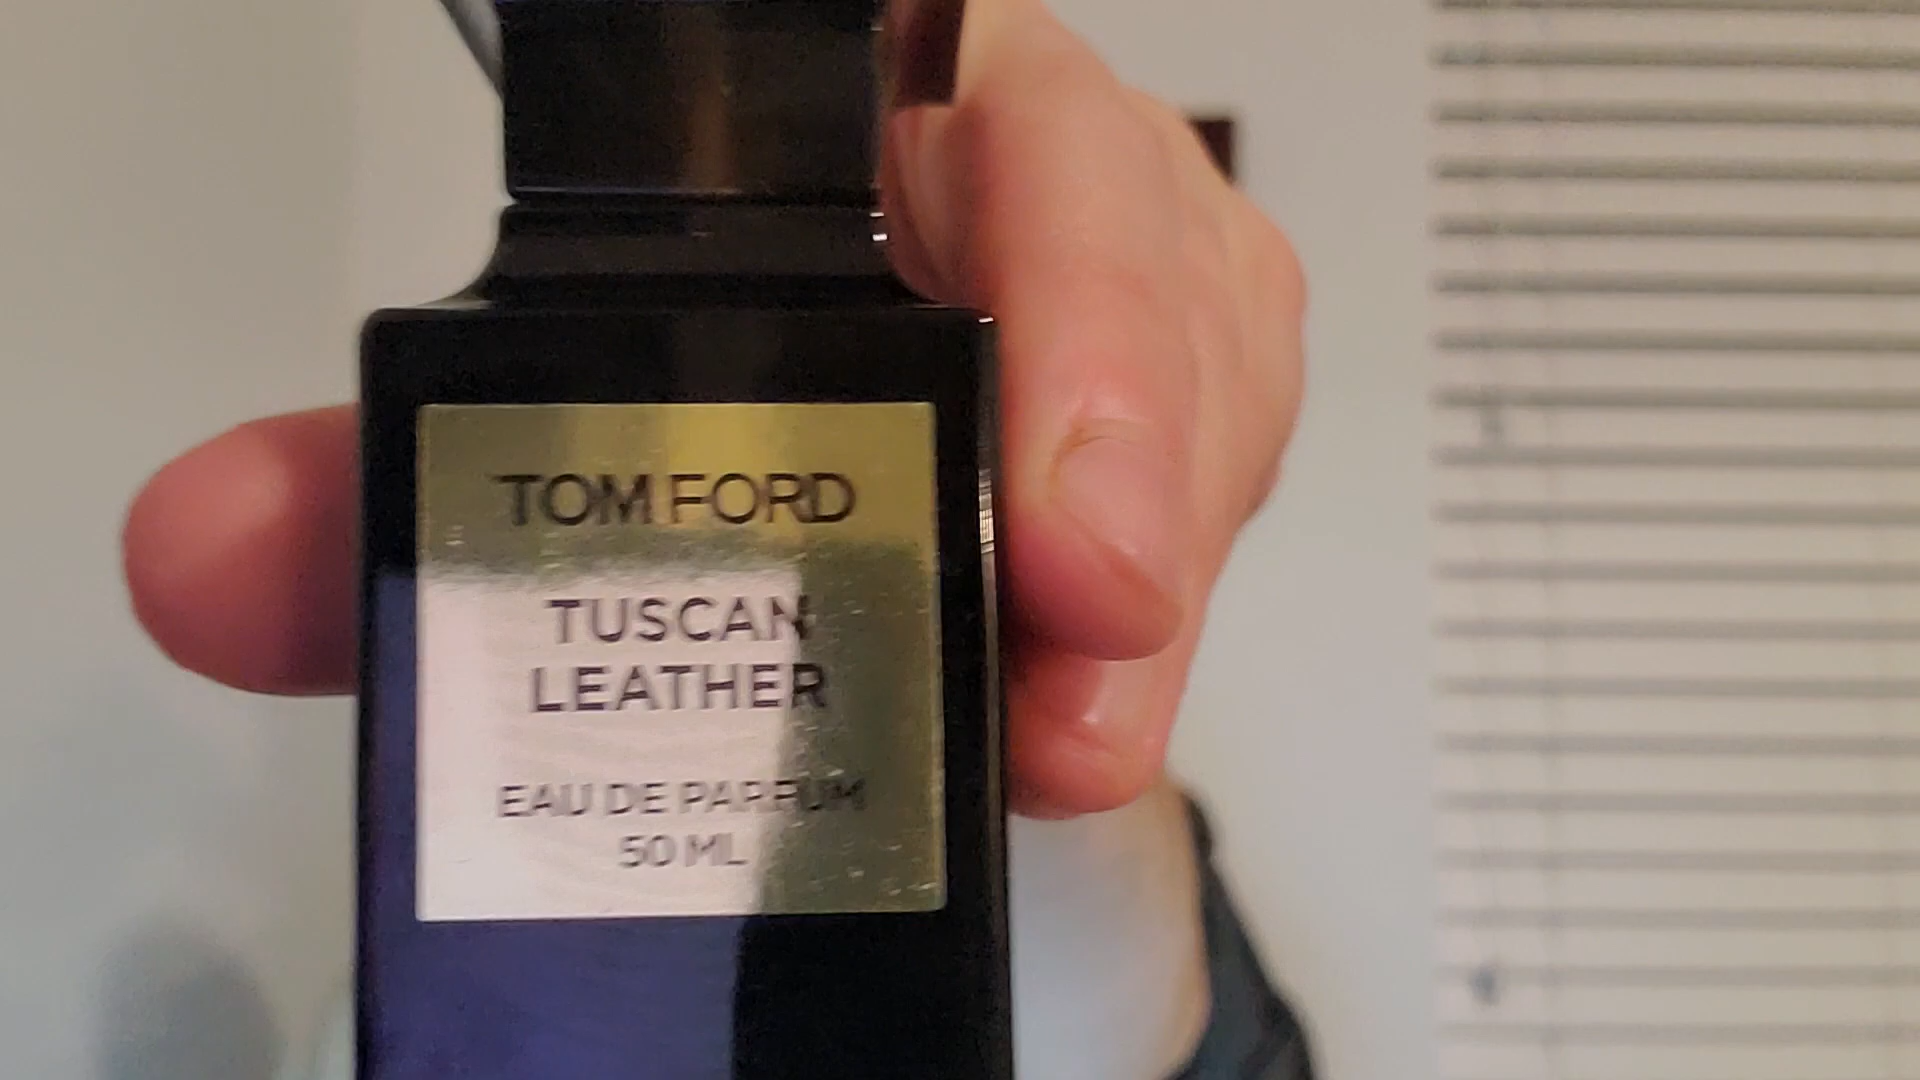 TOM FORD
TUSCAN
LEATHER
EAU DE PARFUM
50 ML